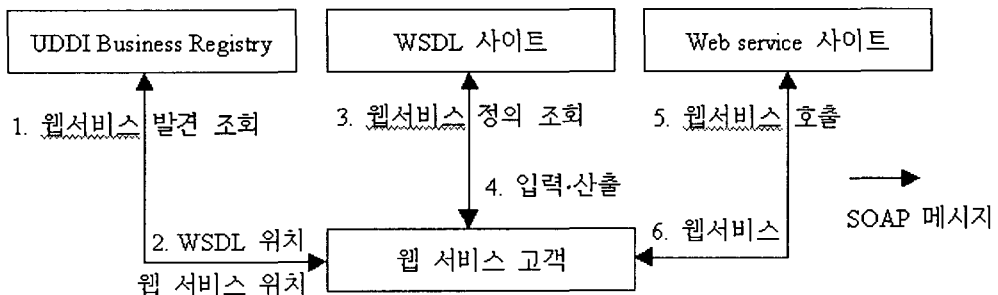 UDDI Business Registry
WSDL 사이트
Web service 사이트
1. 웹서비스 발견 조회
3. 웹서비스 정의 조회
5. 웹서비스 호출
4. 입력·산출
SOAP 메시지
2. WSDL 위치
웹 서비스 위치
웹 서비스 고객
6. 웹서비스